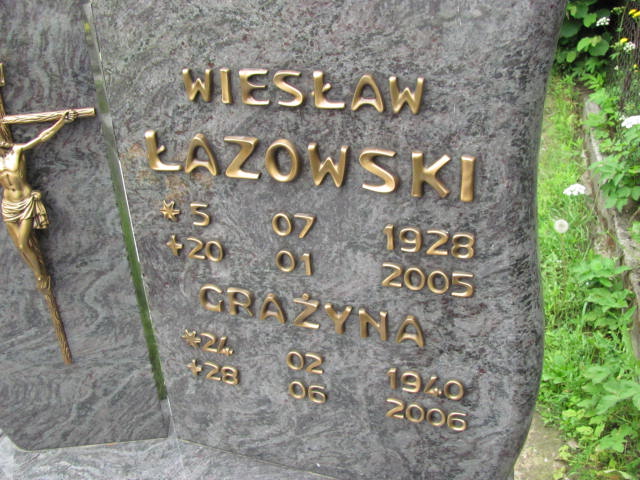 WIESŁAW
ŁAZOWSKI
* 5 07 1928
+ 20 01 2005
GRAŻYNA
* 24 02 1940
+ 28 06 2006